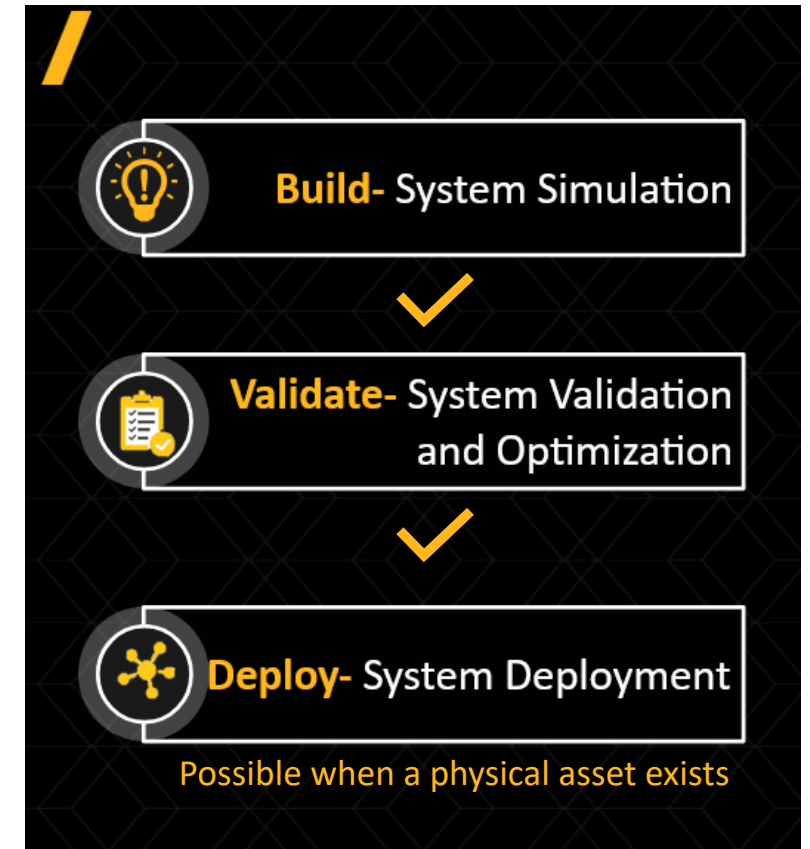 Build- System Simulation
Validate- System Validation
and Optimization
Deploy- System Deployment
Possible when a physical asset exists